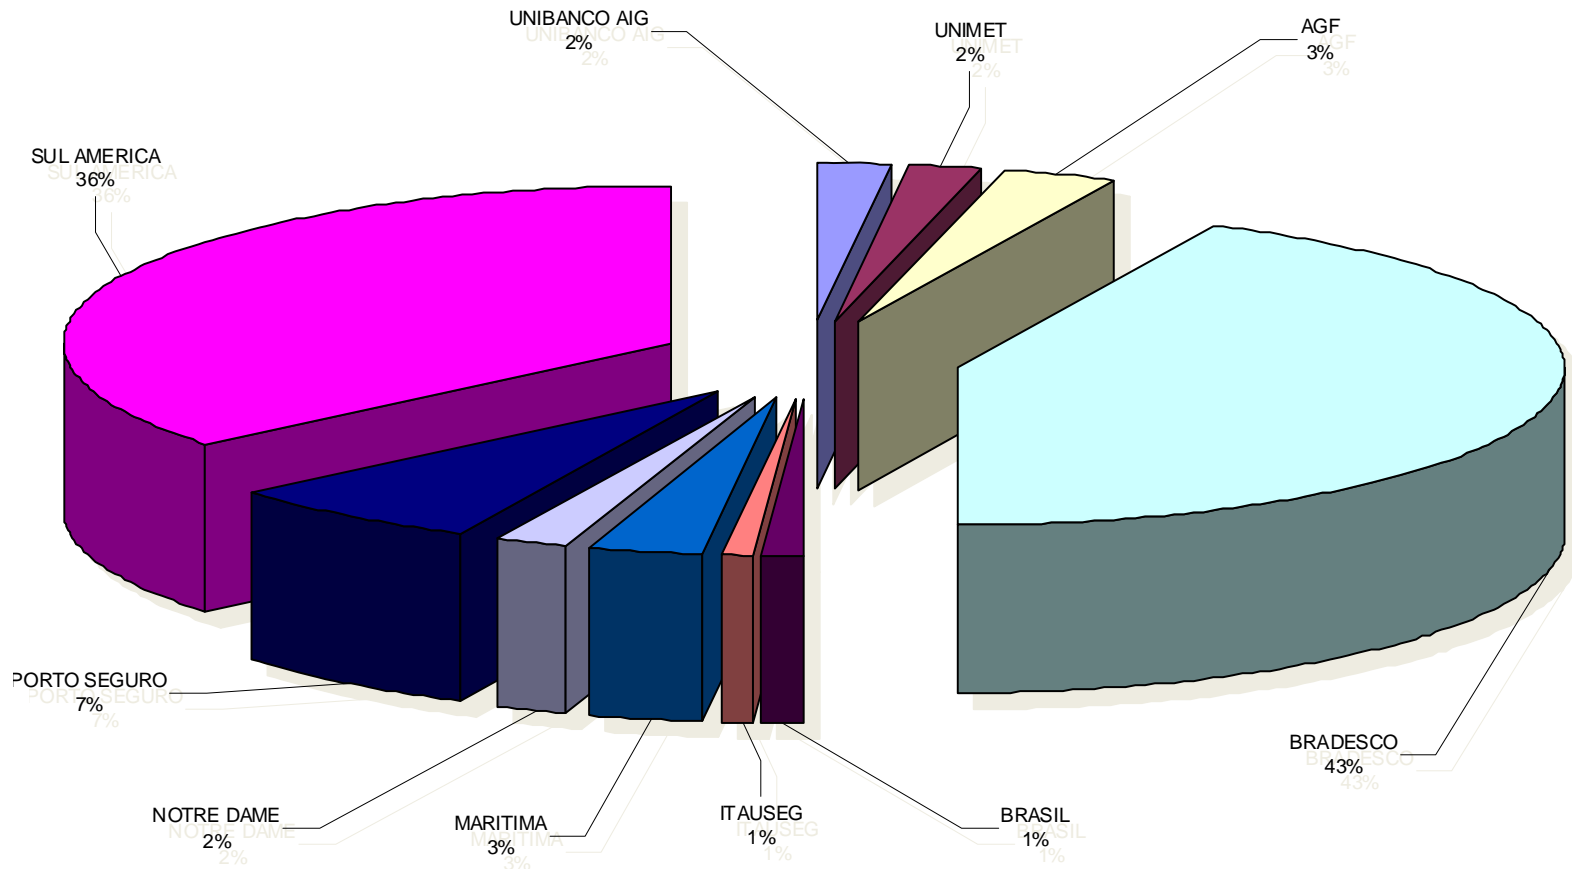 UNIBANCO AIG
2%
UNIMET
2%
AGF
3%
SUL AMERICA
36%
PORTO SEGURO
7%
BRADESCO
43%
NOTRE DAME
2%
MARITIMA
3%
ITAUSEG
1%
BRASIL
1%